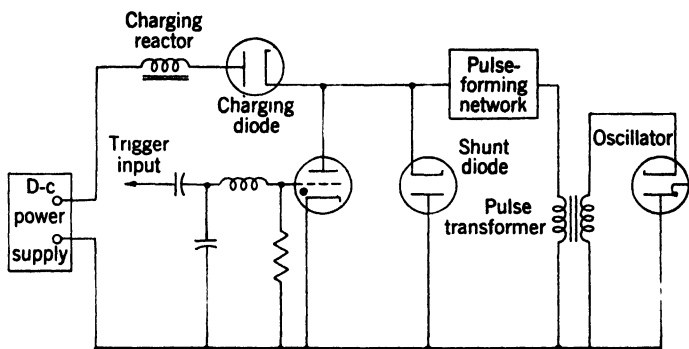 Charging
reactor
Charging
diode
Pulse-
forming
network
Oscillator
Trigger
input
Shunt
diode
D-c
power
supply
Pulse
transformer